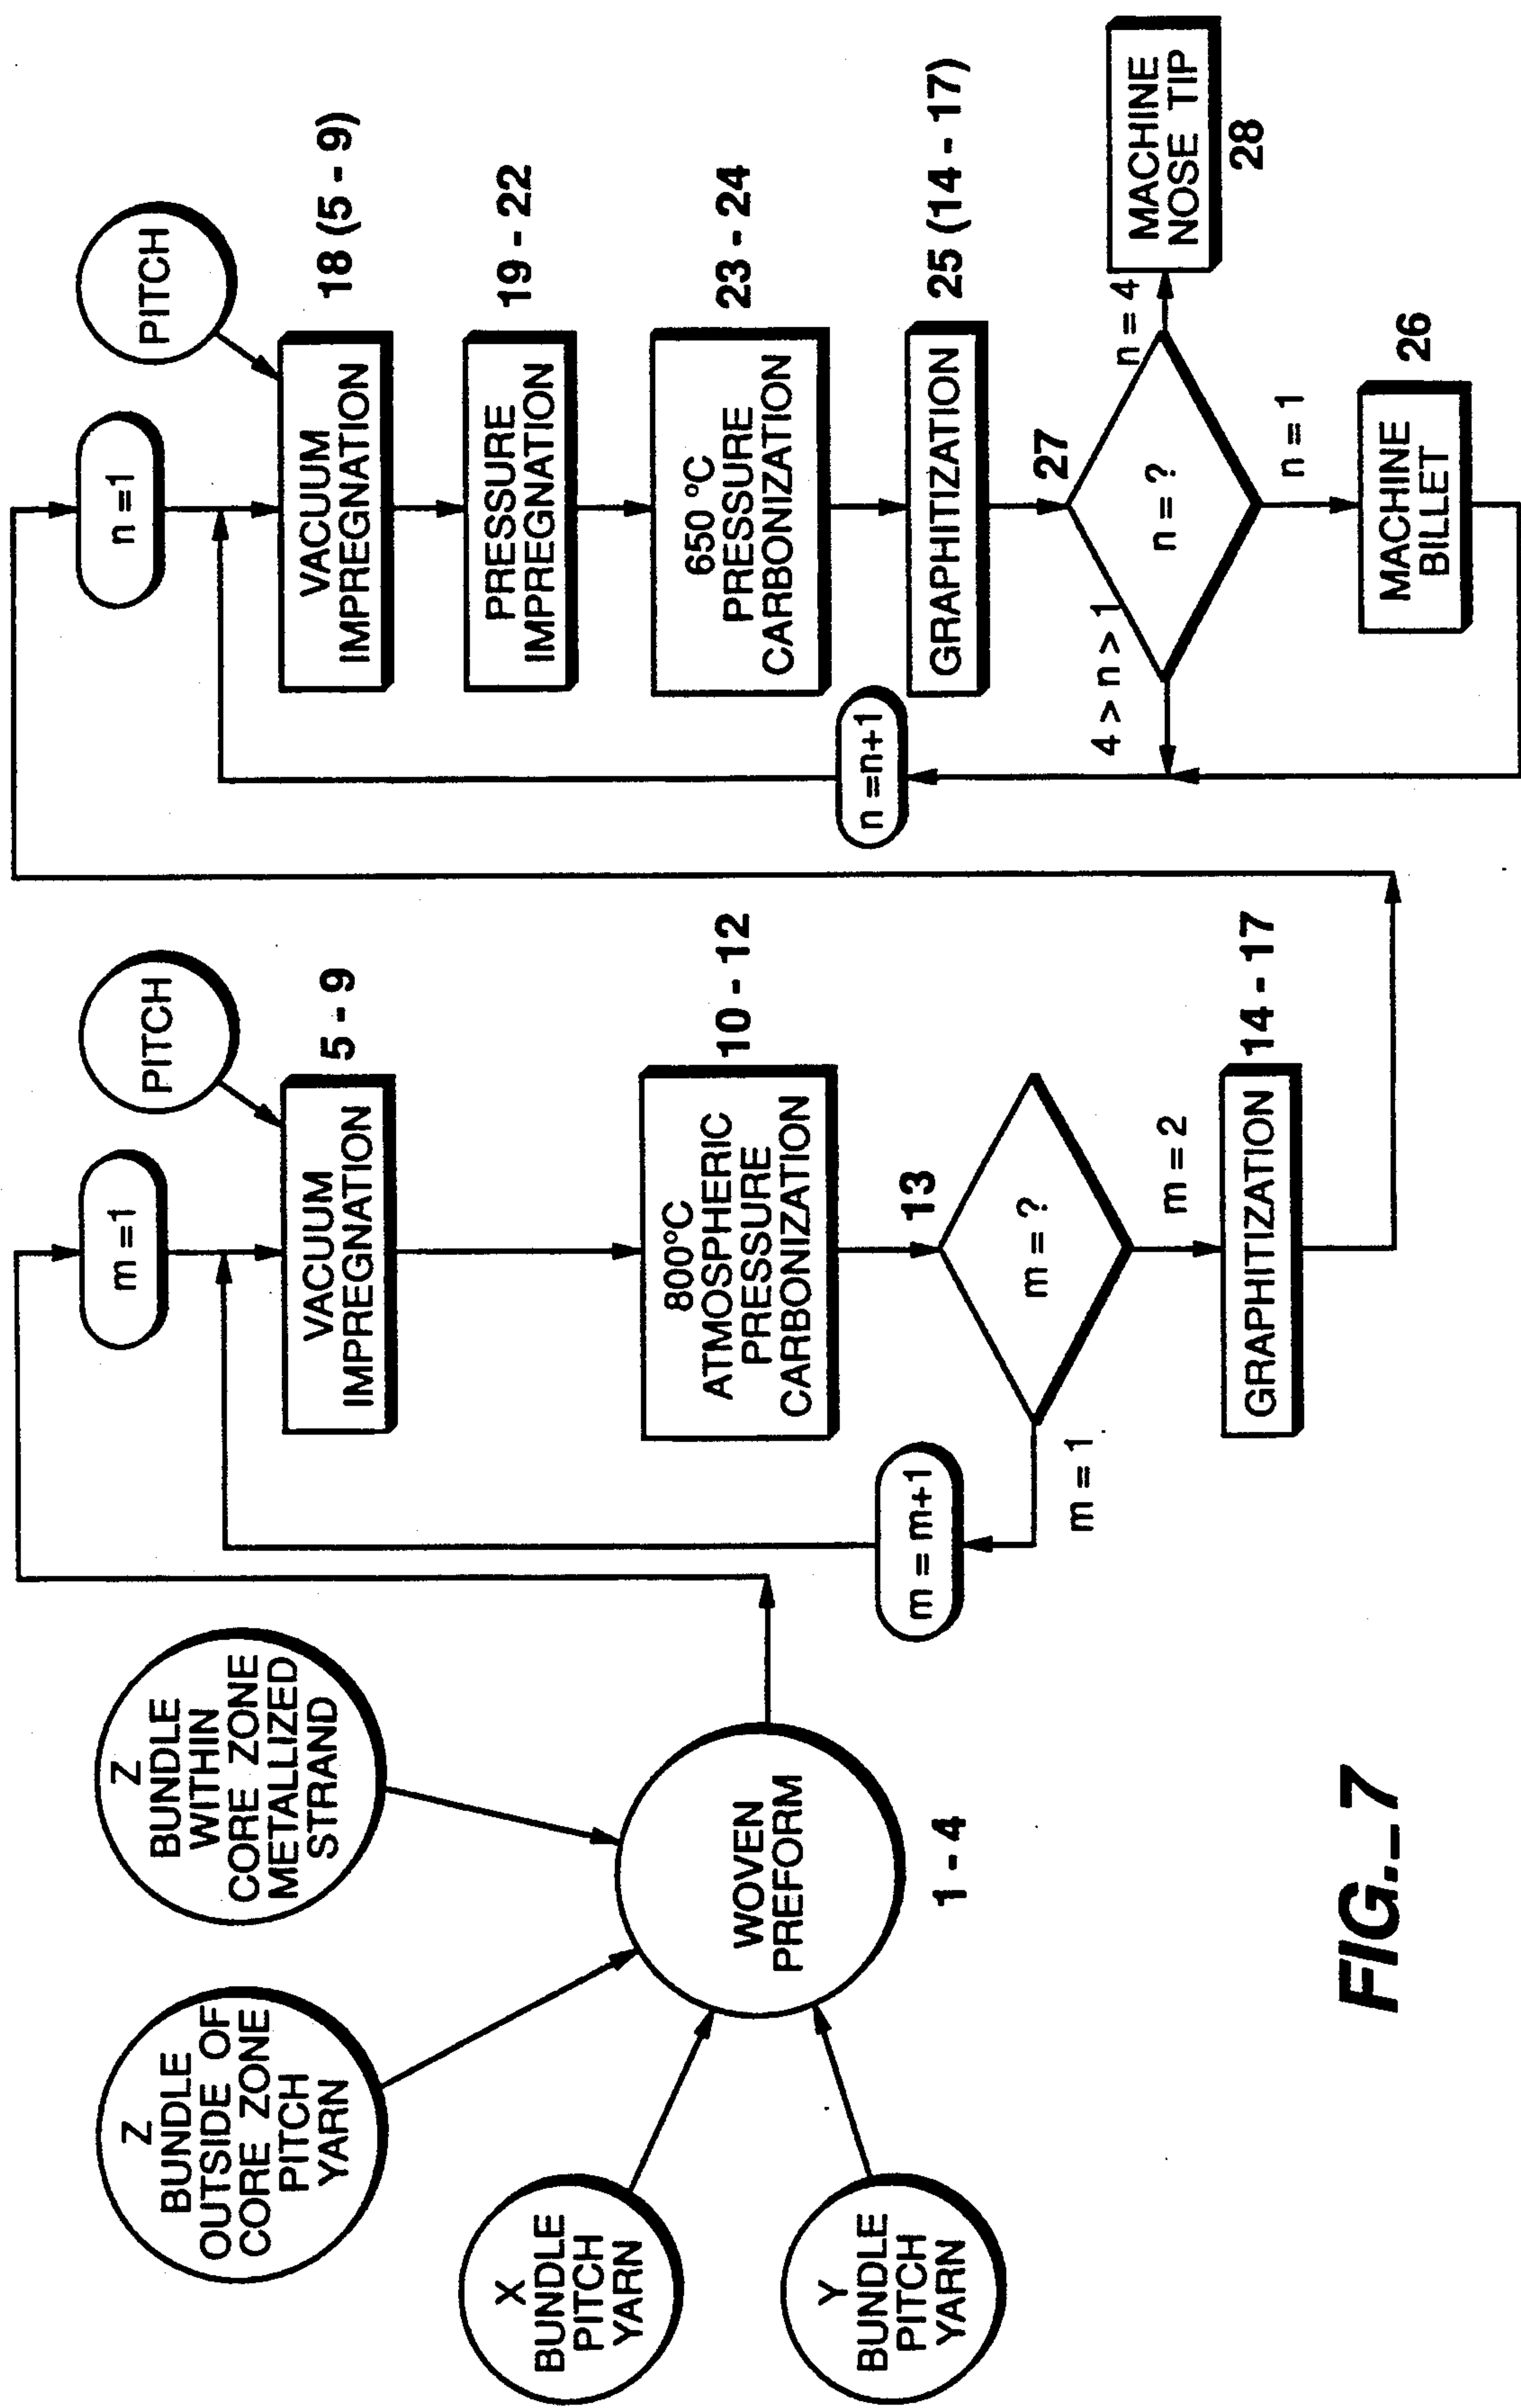 Z
BUNDLE
OUTSIDE OF
CORE ZONE
PITCH
YARN
Z
BUNDLE
WITHIN
CORE ZONE
METALLIZED
STRAND
X
BUNDLE
PITCH
YARN
Y
BUNDLE
PITCH
YARN
WOVEN
PREFORM
1 - 4
m = 1
PITCH
VACUUM
IMPREGNATION
5 - 9
800°C
ATMOSPHERIC
PRESSURE
CARBONIZATION
10 - 12
m = m+1
13
m = ?
m = 1
m = 2
GRAPHITIZATION
14 - 17
n = 1
PITCH
VACUUM
IMPREGNATION
18 (5 - 9)
PRESSURE
IMPREGNATION
19 - 22
650 °C
PRESSURE
CARBONIZATION
23 - 24
n = n+1
GRAPHITIZATION
25 (14 - 17)
27
n = ?
4 > n > 1
n = 4
n = 1
MACHINE
NOSE TIP
28
MACHINE
BILLET
26
FIG._7